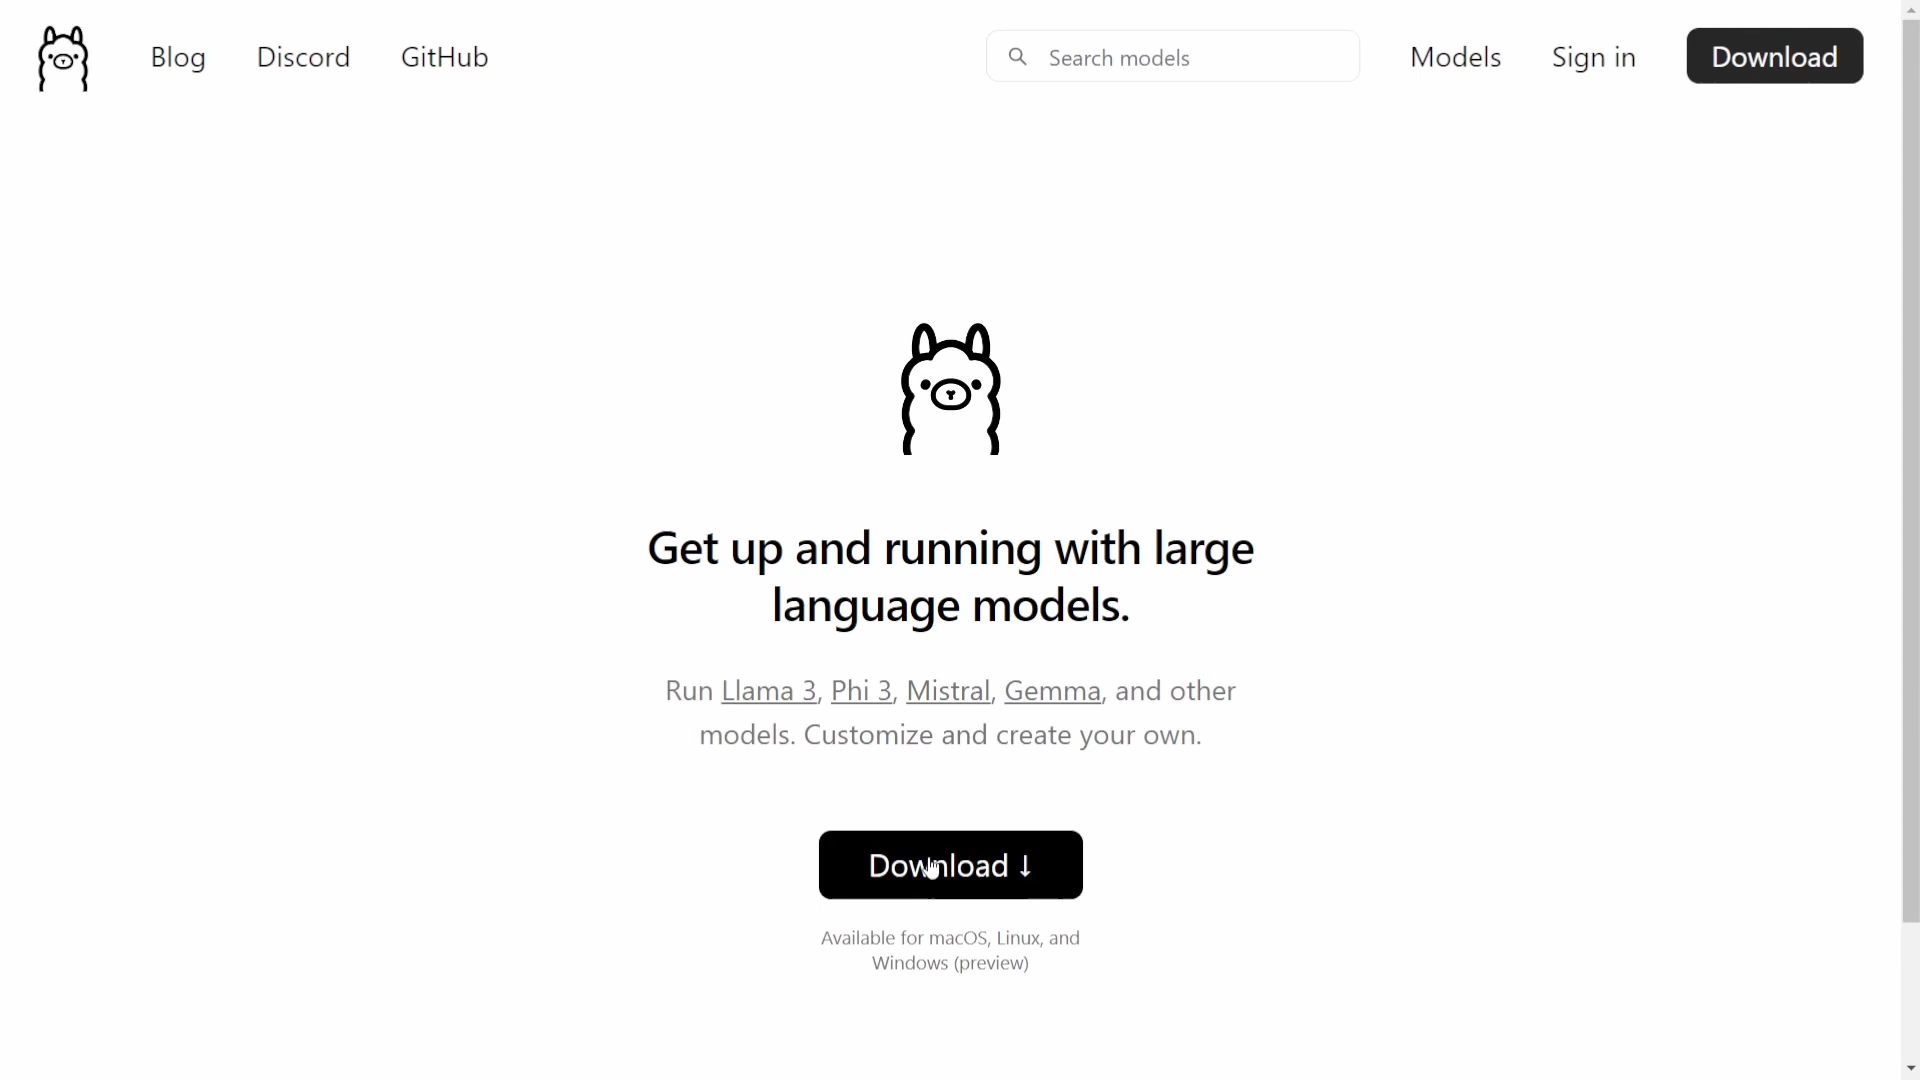 Blog Discord GitHub Search models Models Sign in Download
Get up and running with large
language models.
Run Llama 3, Phi 3, Mistral, Gemma, and other
models. Customize and create your own.
Download ↓
Available for macOS, Linux, and
Windows (preview)